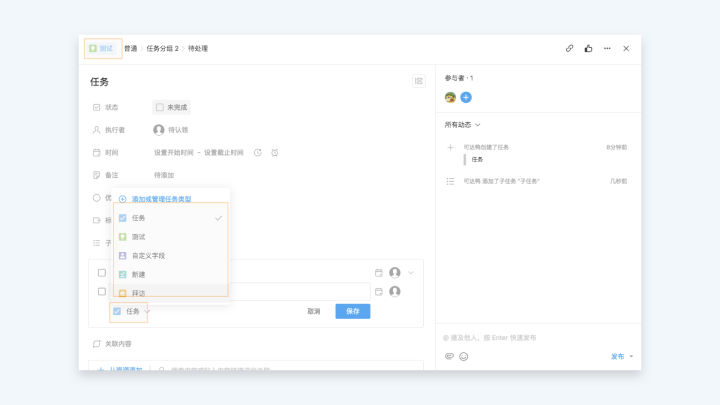 测试 普通 › 任务分组 2 › 待处理
任务
状态 未完成
执行者 待认领
时间 设置开始时间 - 设置截止时间
备注 待添加
优
标
子
添加或管理任务类型
任务
测试
自定义字段
新建
拜访
任务 取消 保存
关联内容
参与者 · 1
所有动态
可达鸭创建了任务 8分钟前
任务
可达鸭 添加了子任务 "子任务" 几秒前
@ 提及他人，按 Enter 快速发布
发布